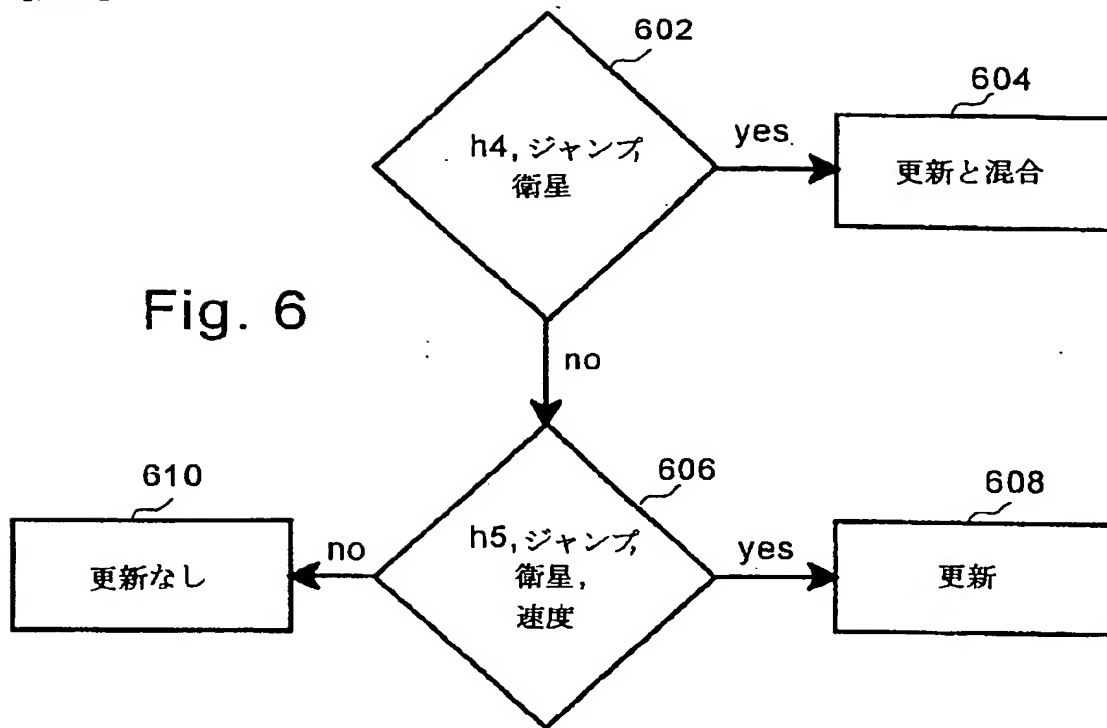 602
604
h4, ジャンプ,
衛星
yes
更新と混合
Fig. 6
no
610
606
608
更新なし
no
h5, ジャンプ,
衛星,
速度
yes
更新